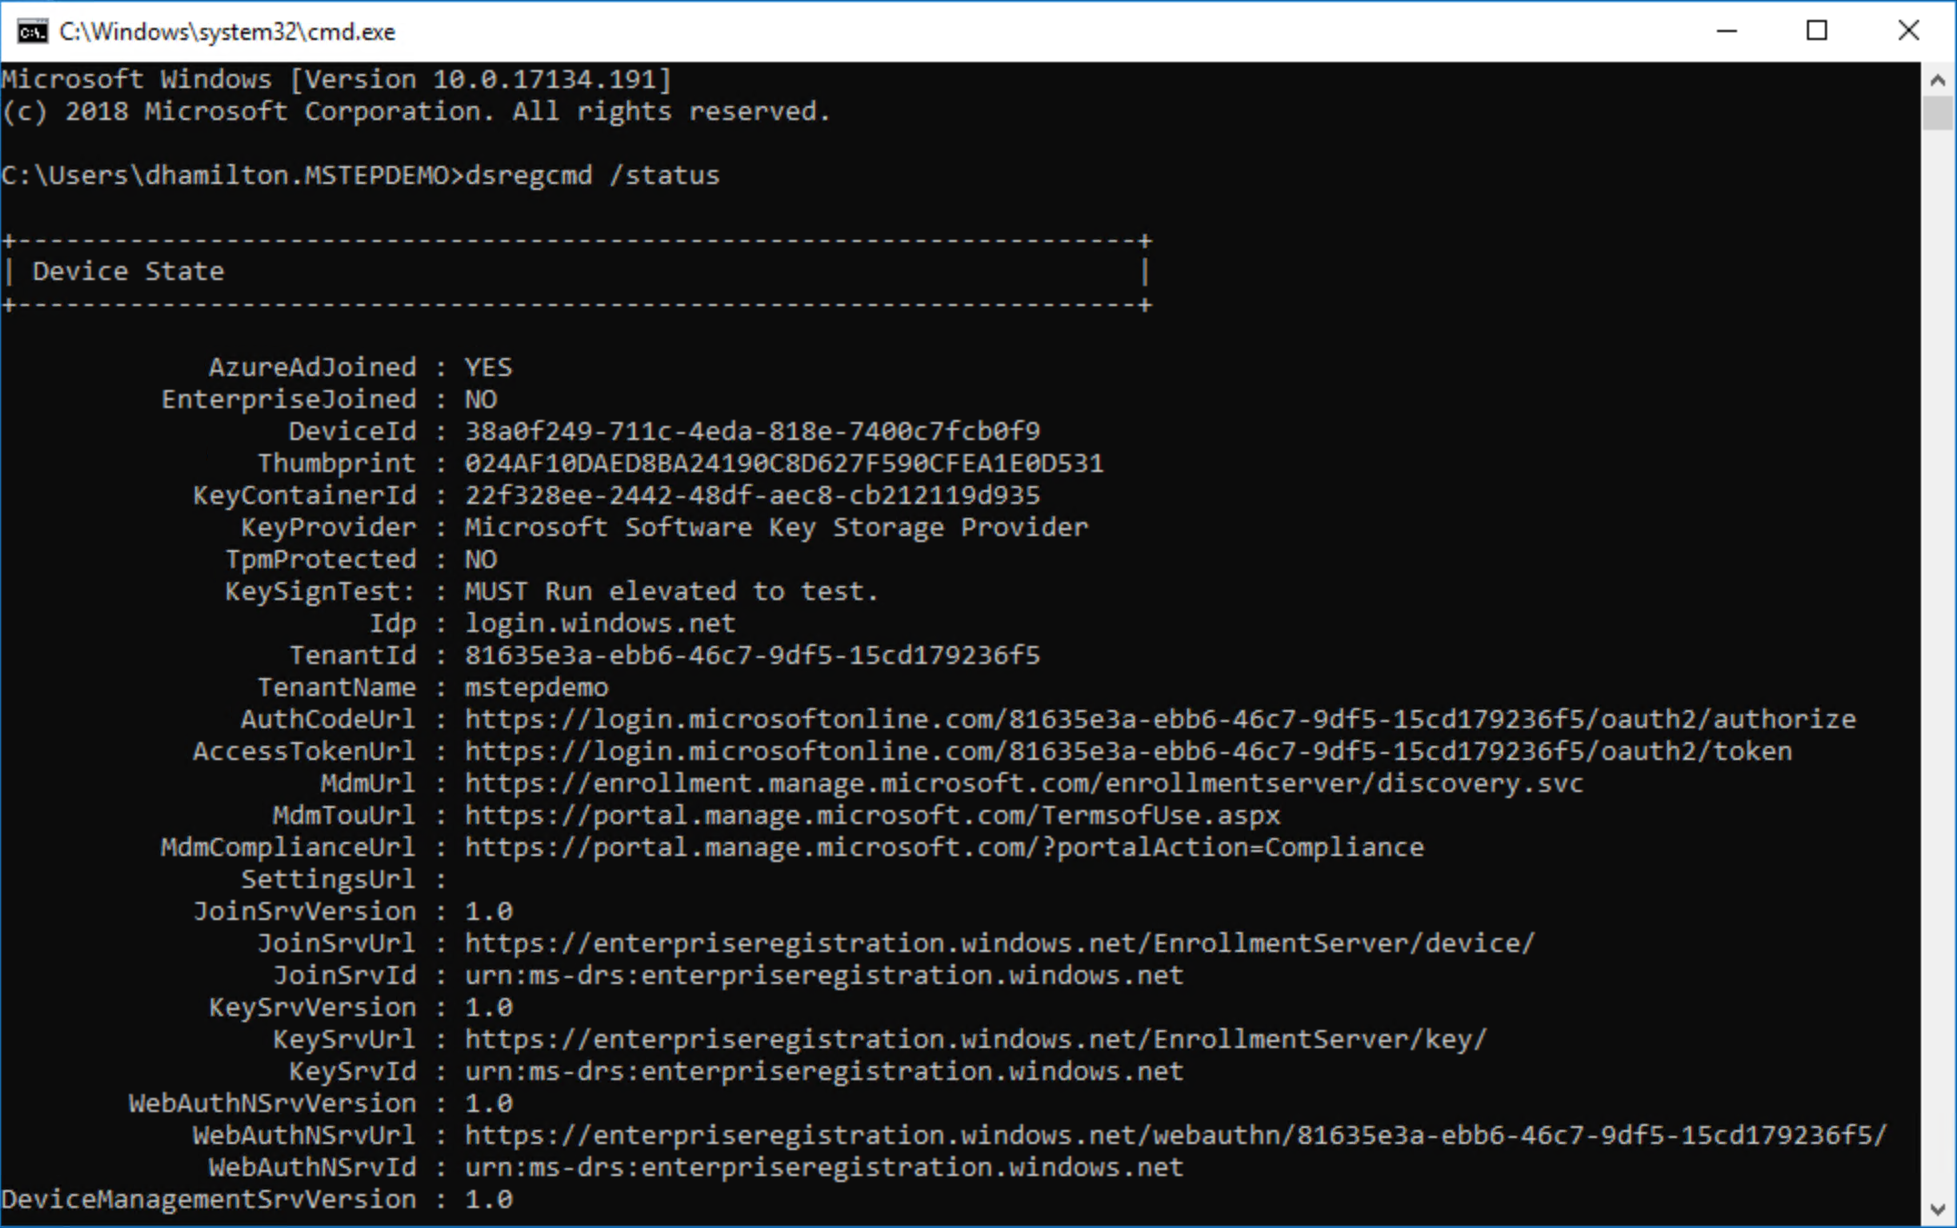 C:\Windows\system32\cmd.exe
Microsoft Windows [Version 10.0.17134.191]
(c) 2018 Microsoft Corporation. All rights reserved.
C:\Users\dhamilton.MSTEPDEMO>dsregcmd /status
+----------------------------------------------------------------------+
| Device State                                                         |
+----------------------------------------------------------------------+
AzureAdJoined : YES
EnterpriseJoined : NO
DeviceId : 38a0f249-711c-4eda-818e-7400c7fcb0f9
Thumbprint : 024AF10DAED8BA24190C8D627F590CFEA1E0D531
KeyContainerId : 22f328ee-2442-48df-aec8-cb212119d935
KeyProvider : Microsoft Software Key Storage Provider
TpmProtected : NO
KeySignTest: : MUST Run elevated to test.
Idp : login.windows.net
TenantId : 81635e3a-ebb6-46c7-9df5-15cd179236f5
TenantName : mstepdemo
AuthCodeUrl : https://login.microsoftonline.com/81635e3a-ebb6-46c7-9df5-15cd179236f5/oauth2/authorize
AccessTokenUrl : https://login.microsoftonline.com/81635e3a-ebb6-46c7-9df5-15cd179236f5/oauth2/token
MdmUrl : https://enrollment.manage.microsoft.com/enrollmentserver/discovery.svc
MdmTouUrl : https://portal.manage.microsoft.com/TermsofUse.aspx
MdmComplianceUrl : https://portal.manage.microsoft.com/?portalAction=Compliance
SettingsUrl :
JoinSrvVersion : 1.0
JoinSrvUrl : https://enterpriseregistration.windows.net/EnrollmentServer/device/
JoinSrvId : urn:ms-drs:enterpriseregistration.windows.net
KeySrvVersion : 1.0
KeySrvUrl : https://enterpriseregistration.windows.net/EnrollmentServer/key/
KeySrvId : urn:ms-drs:enterpriseregistration.windows.net
WebAuthNSrvVersion : 1.0
WebAuthNSrvUrl : https://enterpriseregistration.windows.net/webauthn/81635e3a-ebb6-46c7-9df5-15cd179236f5/
WebAuthNSrvId : urn:ms-drs:enterpriseregistration.windows.net
DeviceManagementSrvVersion : 1.0